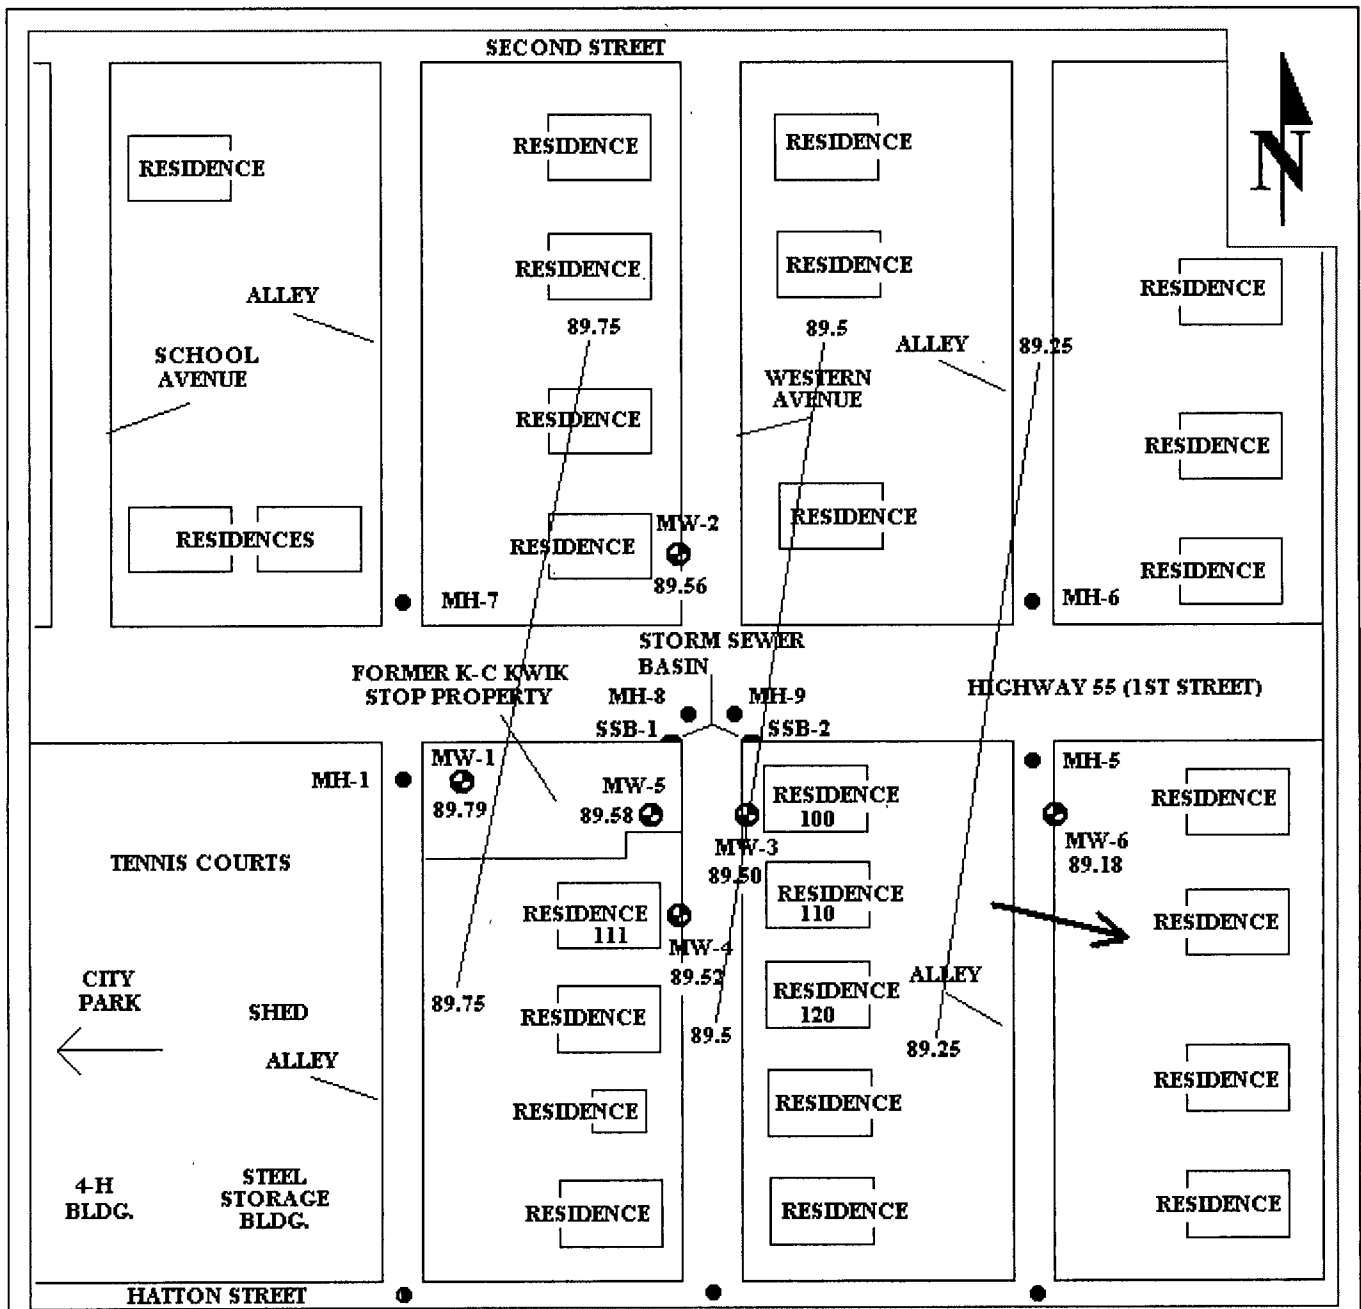 SECOND STREET
N
RESIDENCE
RESIDENCE
RESIDENCE
RESIDENCE
RESIDENCE
RESIDENCE
ALLEY
RESIDENCE
89.75
89.5
ALLEY
89.25
SCHOOL
AVENUE
WESTERN
AVENUE
RESIDENCE
RESIDENCE
MW-2
RESIDENCE
RESIDENCES
RESIDENCE
89.56
RESIDENCE
MH-7
MH-6
STORM SEWER
BASIN
FORMER K-C KWIK
STOP PROPERTY
HIGHWAY 55 (1ST STREET)
MH-8
MH-9
SSB-1
SSB-2
MH-1
MW-1
89.79
MW-5
89.58
RESIDENCE
100
MH-5
RESIDENCE
MW-3
89.50
MW-6
89.18
TENNIS COURTS
RESIDENCE
111
RESIDENCE
110
RESIDENCE
MW-4
89.52
CITY
PARK
SHED
89.75
RESIDENCE
RESIDENCE
120
ALLEY
89.5
89.25
ALLEY
RESIDENCE
RESIDENCE
RESIDENCE
4-H
BLDG.
STEEL
STORAGE
BLDG.
RESIDENCE
RESIDENCE
RESIDENCE
HATTON STREET